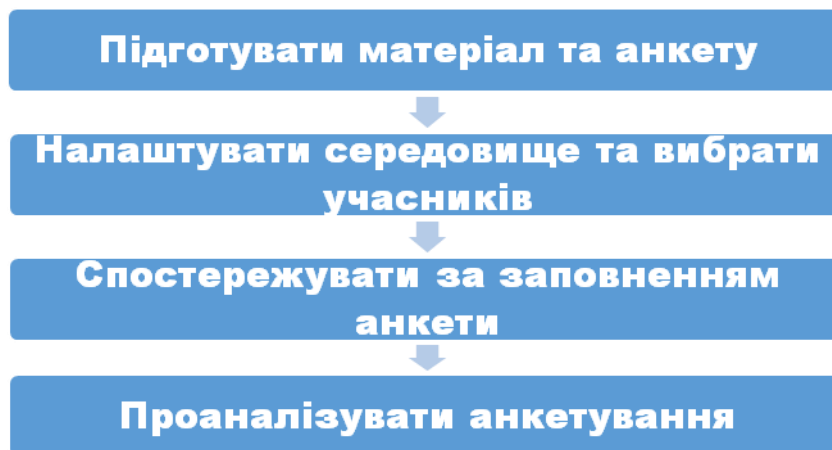 Підготувати матеріал та анкету
Налаштувати середовище та вибрати
учасників
Спостережувати за заповненням
анкети
Проаналізувати анкетування